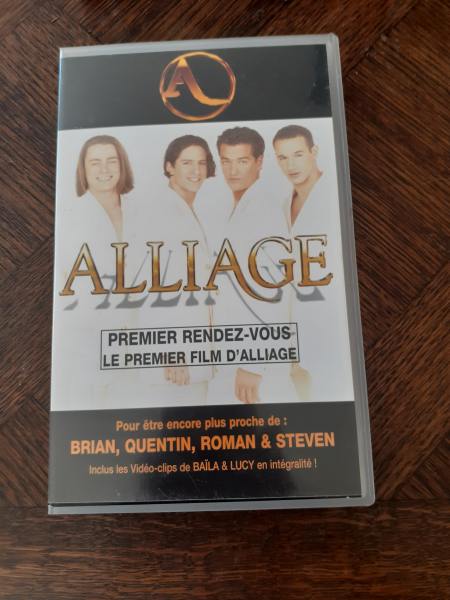 A
ALLIAGE
PREMIER RENDEZ-VOUS
LE PREMIER FILM D'ALLIAGE
Pour être encore plus proche de :
BRIAN, QUENTIN, ROMAN & STEVEN
Inclus les Vidéo-clips de BAÏLA & LUCY en intégralité !